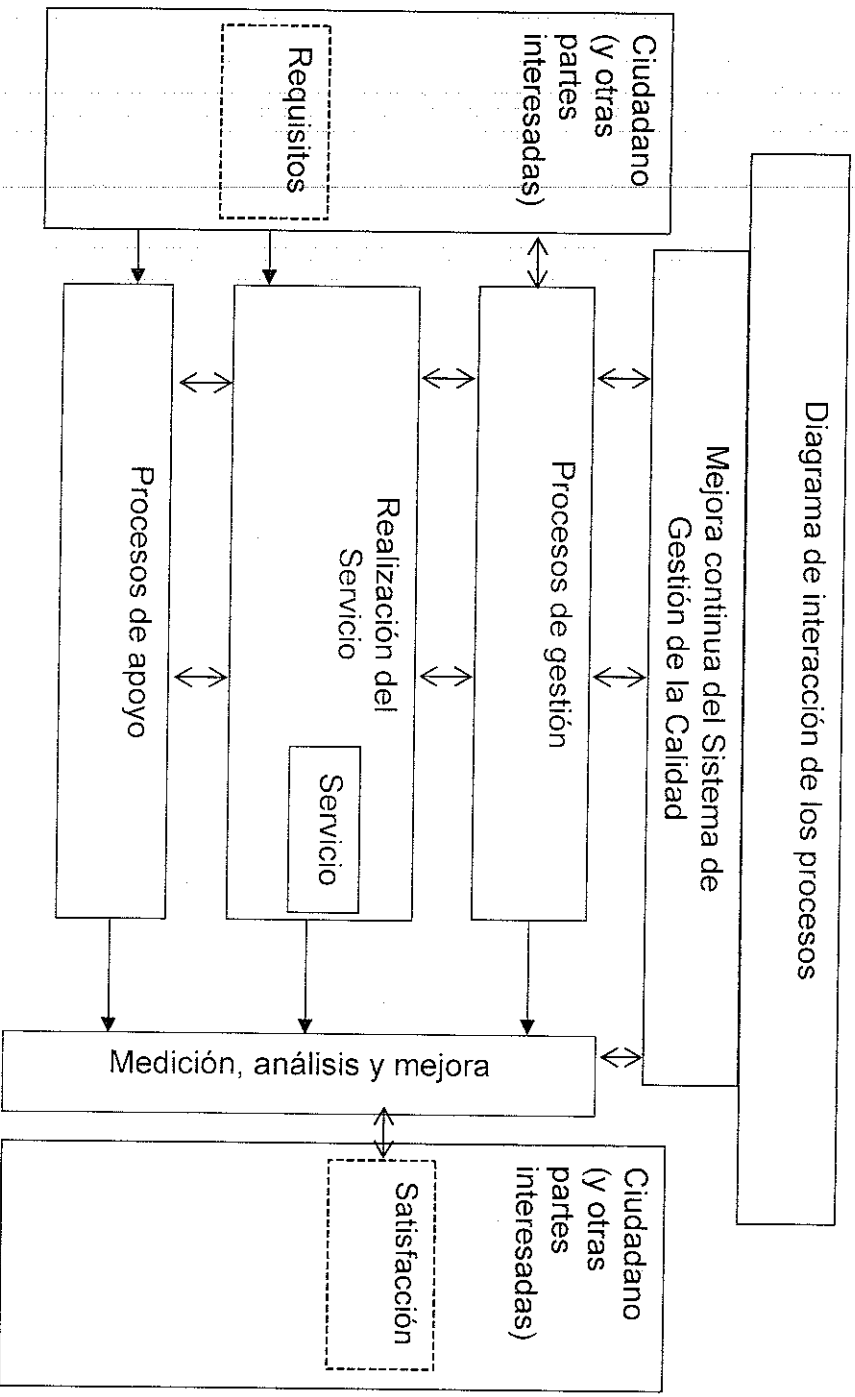 Diagrama de interacción de los procesos
Mejora continua del Sistema de
Gestión de la Calidad
Ciudadano
(y otras
partes
interesadas)
Requisitos
Procesos de gestión
Realización del
Servicio
Servicio
Procesos de apoyo
Medición, análisis y mejora
Ciudadano
(y otras
partes
interesadas)
Satisfacción